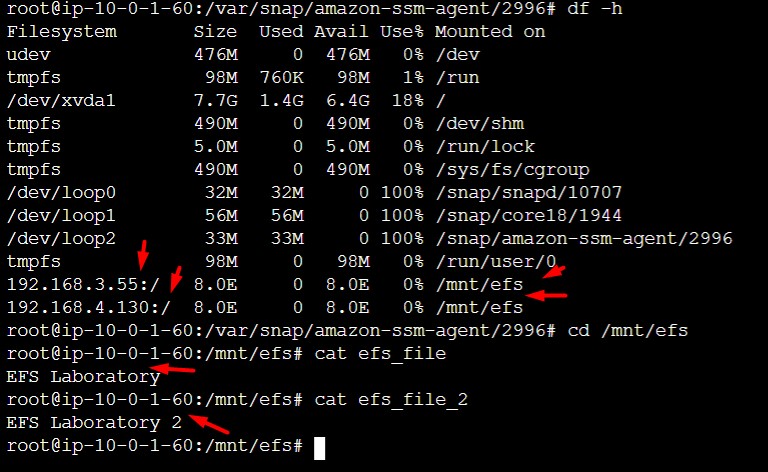 root@ip-10-0-1-60:/var/snap/amazon-ssm-agent/2996# df -h
Filesystem      Size  Used Avail Use% Mounted on
udev            476M     0  476M   0% /dev
tmpfs            98M  760K   98M   1% /run
/dev/xvda1      7.7G  1.4G  6.4G  18% /
tmpfs           490M     0  490M   0% /dev/shm
tmpfs           5.0M     0  5.0M   0% /run/lock
tmpfs           490M     0  490M   0% /sys/fs/cgroup
/dev/loop0       32M   32M     0 100% /snap/snapd/10707
/dev/loop1       56M   56M     0 100% /snap/core18/1944
/dev/loop2       33M   33M     0 100% /snap/amazon-ssm-agent/2996
tmpfs            98M     0   98M   0% /run/user/0
192.168.3.55:/  8.0E     0  8.0E   0% /mnt/efs
192.168.4.130:/ 8.0E     0  8.0E   0% /mnt/efs
root@ip-10-0-1-60:/var/snap/amazon-ssm-agent/2996# cd /mnt/efs
root@ip-10-0-1-60:/mnt/efs# cat efs_file
EFS Laboratory
root@ip-10-0-1-60:/mnt/efs# cat efs_file_2
EFS Laboratory 2
root@ip-10-0-1-60:/mnt/efs#